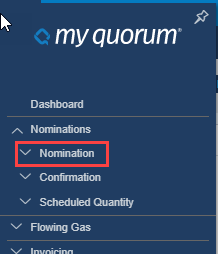 my quorum®
Dashboard
Nominations
Nomination
Confirmation
Scheduled Quantity
Flowing Gas
Invoicing